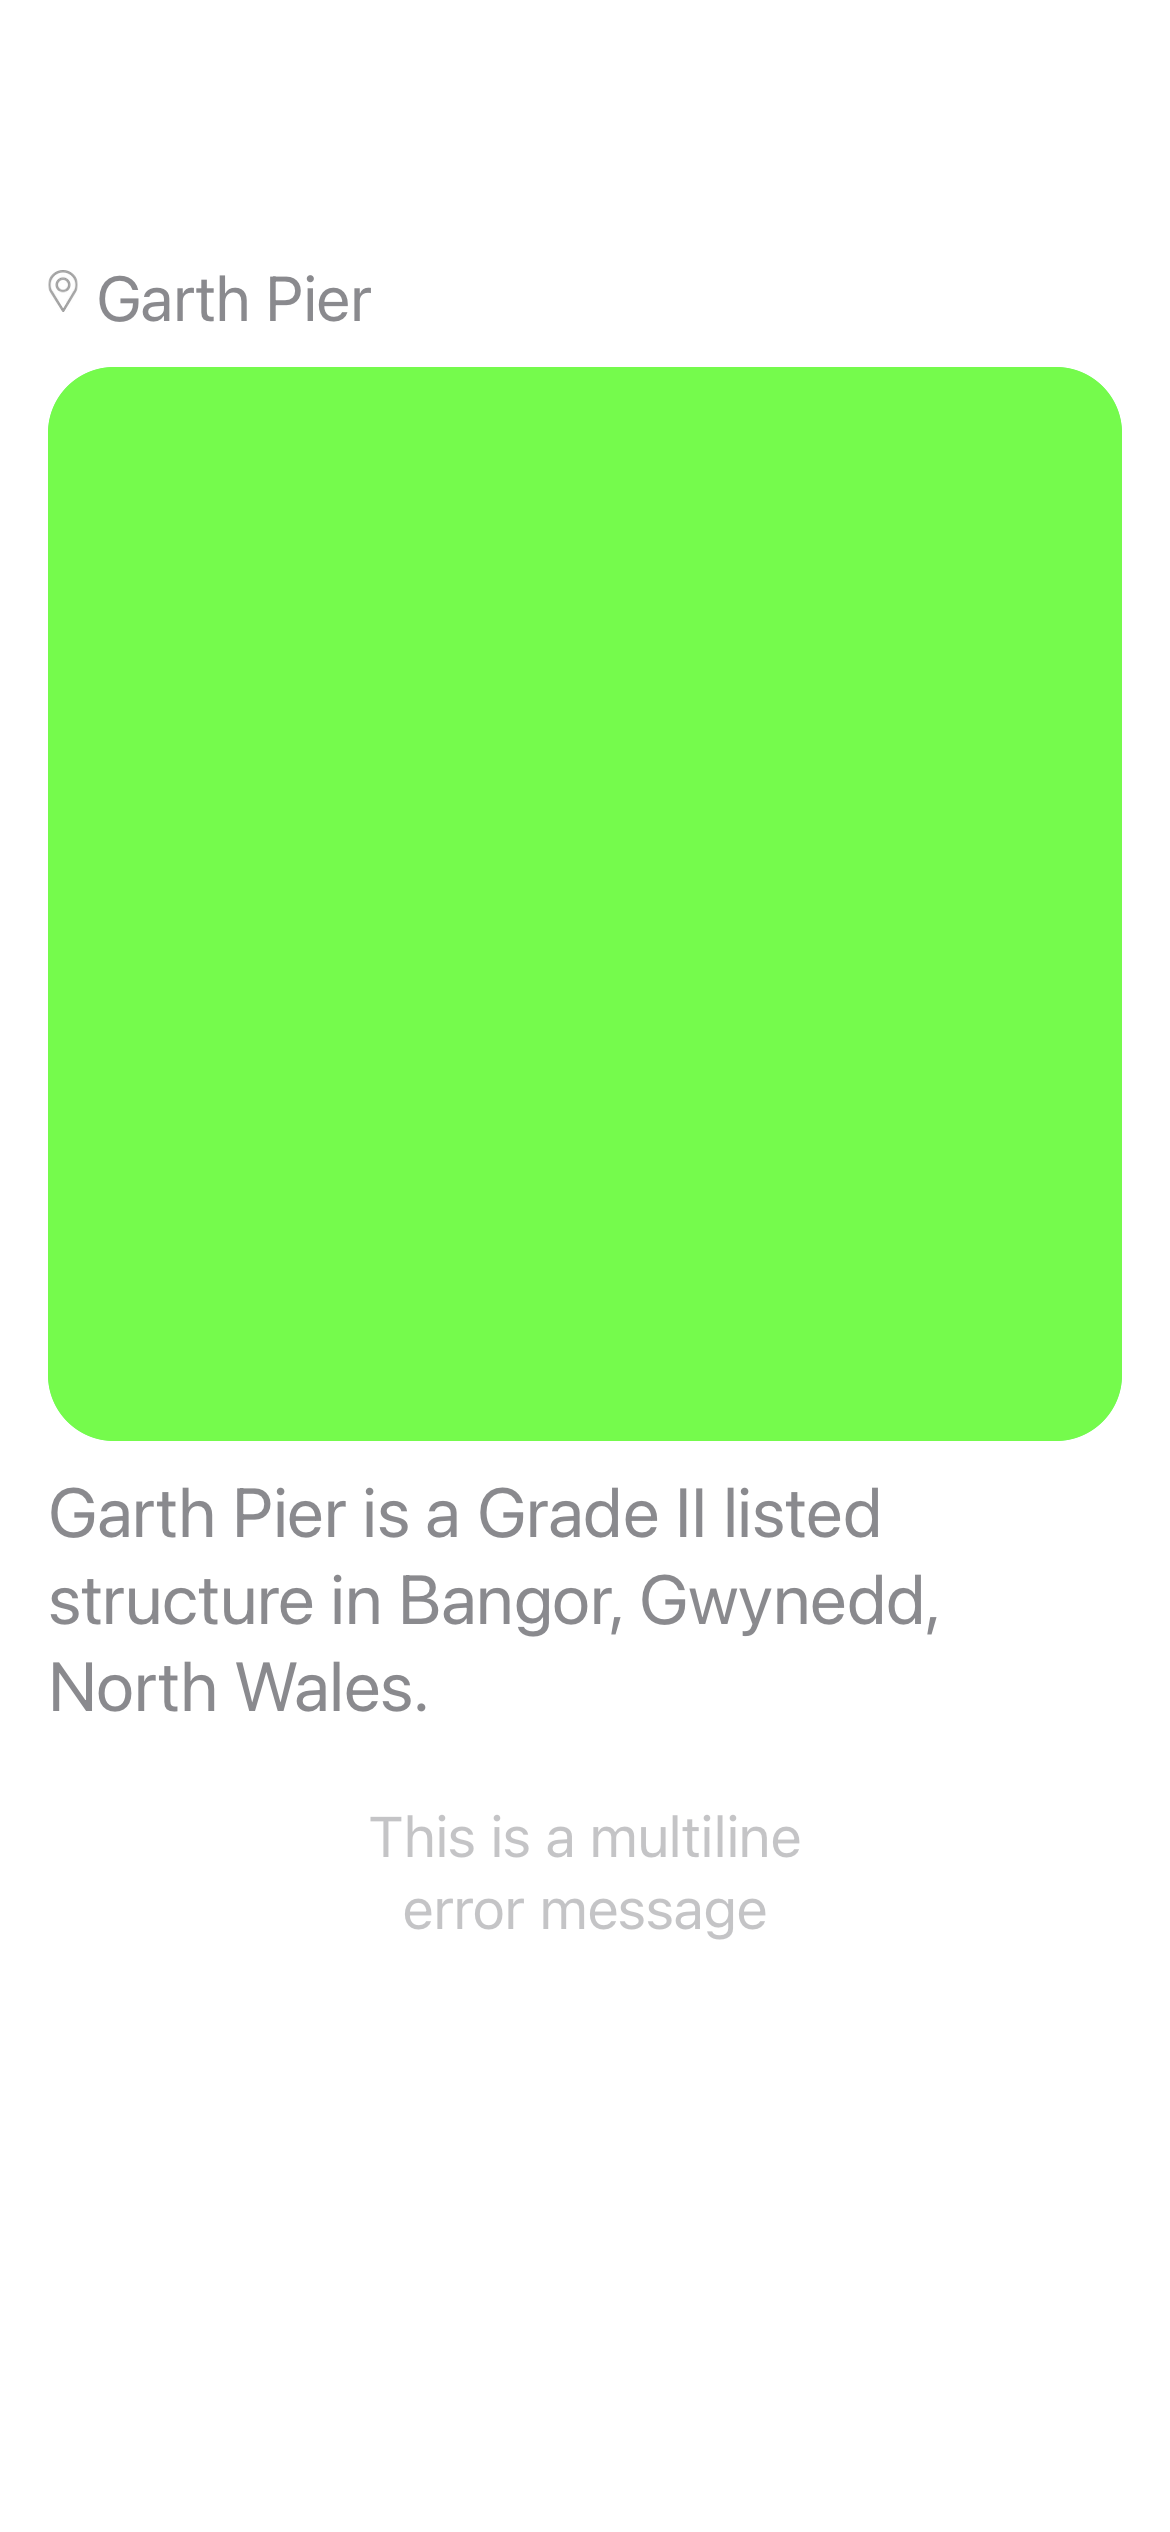 Garth Pier
Garth Pier is a Grade II listed
structure in Bangor, Gwynedd,
North Wales.
This is a multiline
error message